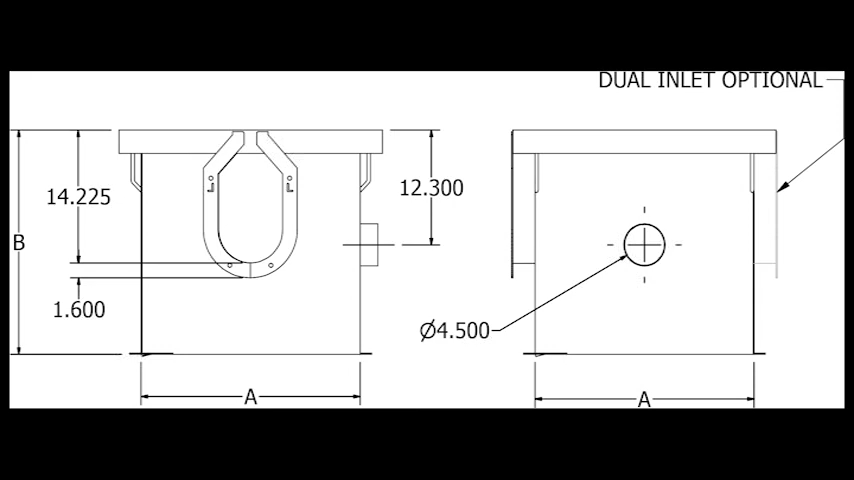 DUAL INLET OPTIONAL
14.225
12.300
B
1.600
Ø4.500
A
A